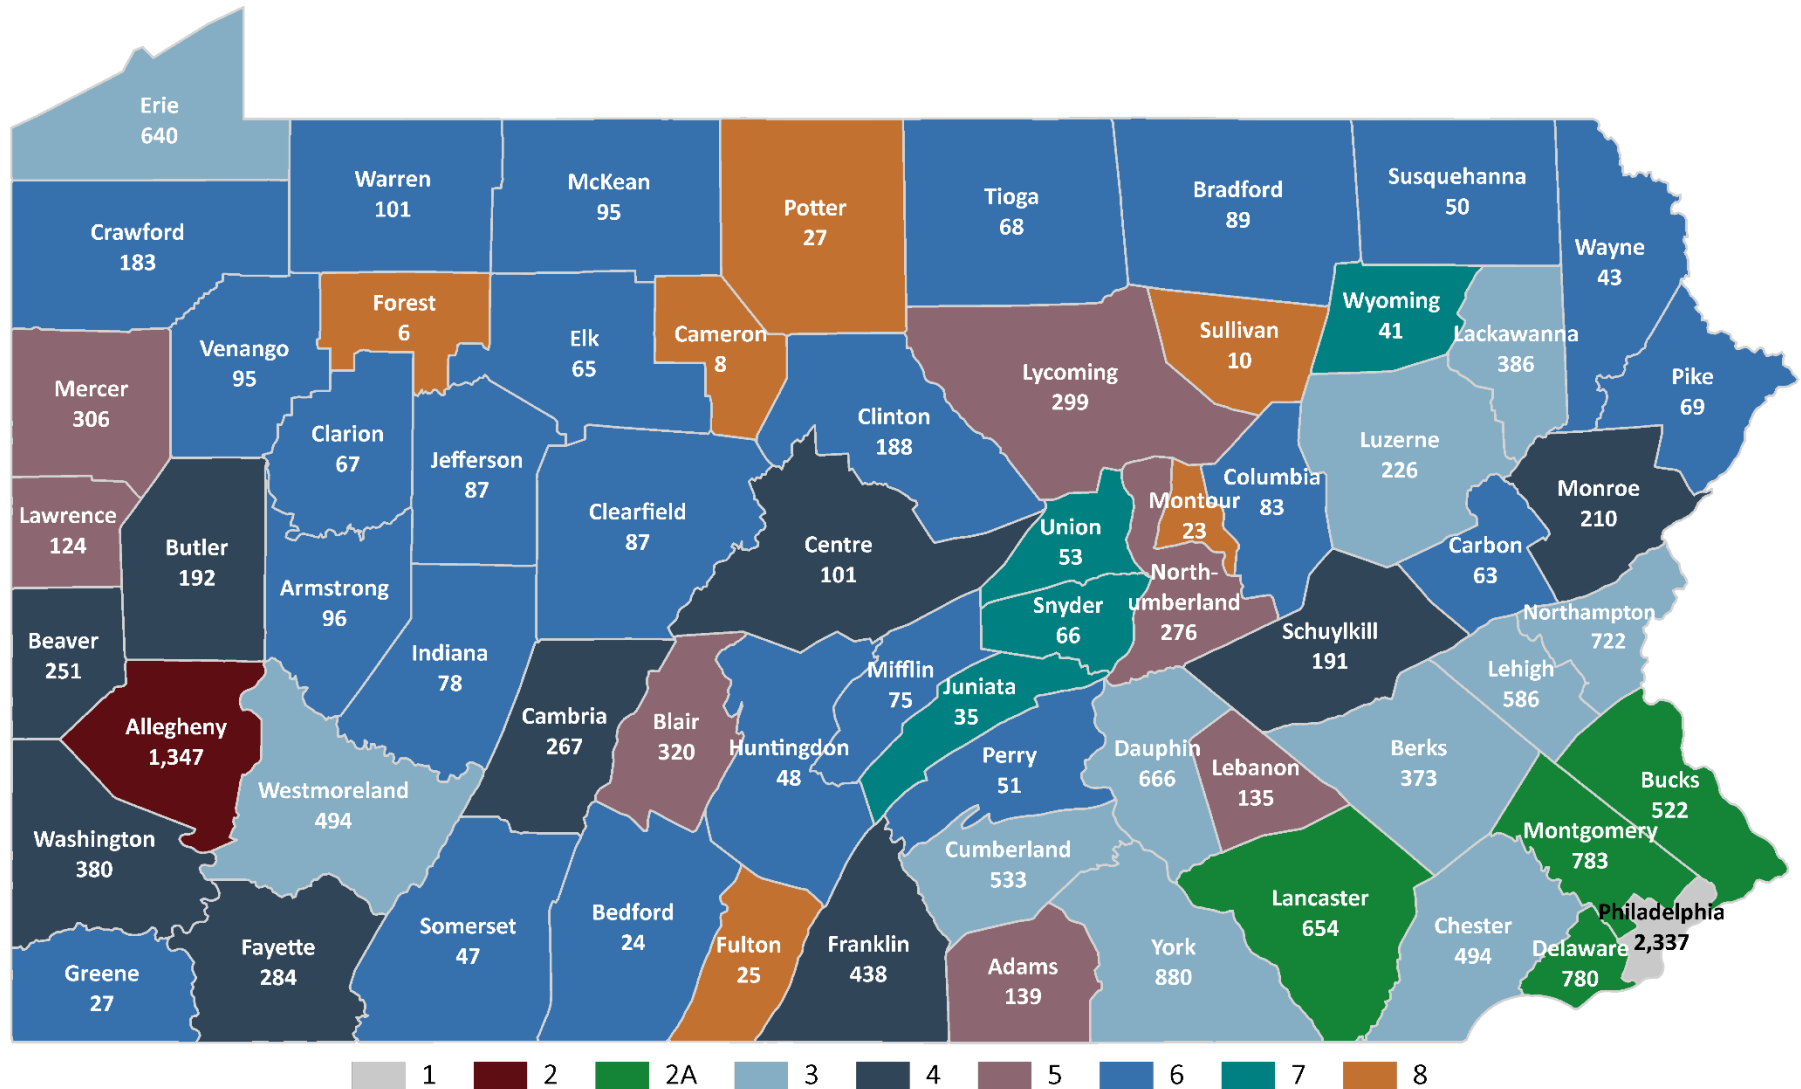 Erie
640
Warren
101
McKean
95
Potter
27
Tioga
68
Bradford
89
Susquehanna
50
Wayne
43
Crawford
183
Forest
6
Venango
95
Elk
65
Cameron
8
Sullivan
10
Wyoming
41
Lackawanna
386
Pike
69
Mercer
306
Clarion
67
Jefferson
87
Clinton
188
Lycoming
299
Luzerne
226
Columbia
83
Montour
23
Monroe
210
Lawrence
124
Butler
192
Armstrong
96
Clearfield
87
Centre
101
Union
53
Snyder
66
North-
umberland
276
Carbon
63
Northampton
722
Beaver
251
Indiana
78
Mifflin
75
Juniata
35
Schuylkill
191
Lehigh
586
Allegheny
1,347
Cambria
267
Blair
320
Huntingdon
48
Perry
51
Dauphin
666
Lebanon
135
Berks
373
Bucks
522
Westmoreland
494
Washington
380
Cumberland
533
Montgomery
783
Philadelphia
2,337
Greene
27
Fayette
284
Somerset
47
Bedford
24
Fulton
25
Franklin
438
Adams
139
York
880
Lancaster
654
Chester
494
Delaware
780
1 2 2A 3 4 5 6 7 8